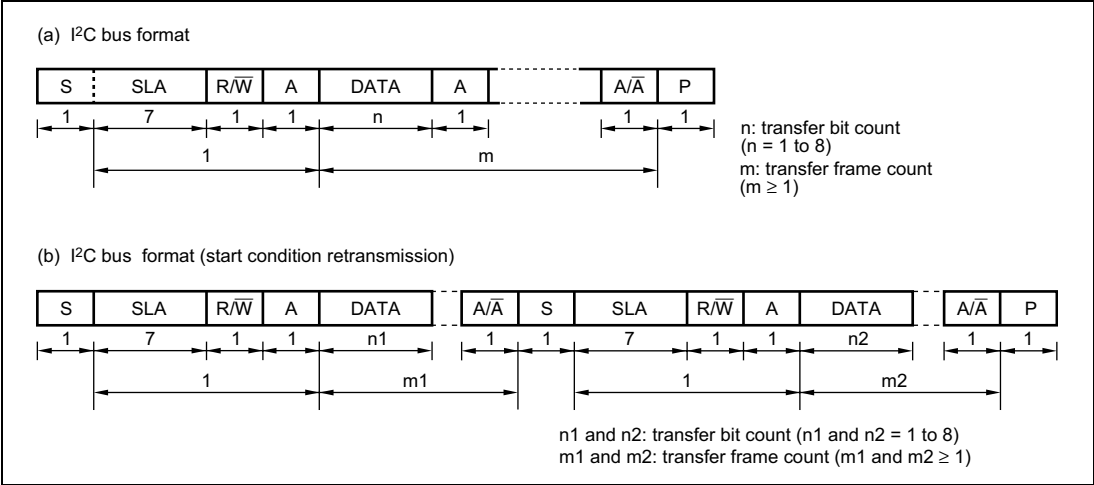 (a) I²C bus format
S SLA R/W̅ A DATA A A/A̅ P
1 7 1 1 n 1 1 1
1 m
n: transfer bit count
(n = 1 to 8)
m: transfer frame count
(m ≥ 1)
(b) I²C bus format (start condition retransmission)
S SLA R/W̅ A DATA A/A̅ S SLA R/W̅ A DATA A/A̅ P
1 7 1 1 n1 1 1 7 1 1 n2 1 1
1 m1 1 m2
n1 and n2: transfer bit count (n1 and n2 = 1 to 8)
m1 and m2: transfer frame count (m1 and m2 ≥ 1)